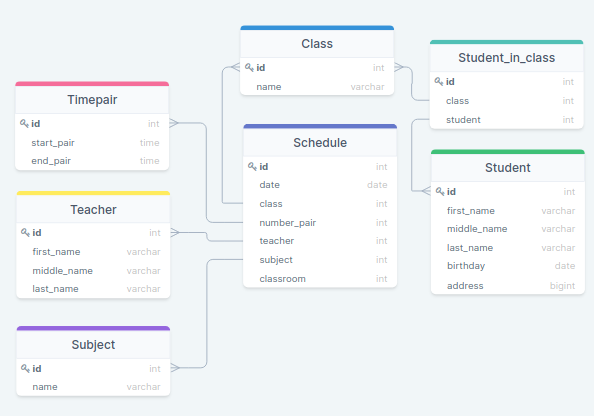 Class
id int
name varchar
Student_in_class
id int
class int
student int
Timepair
id int
start_pair time
end_pair time
Schedule
id int
date date
class int
number_pair int
teacher int
subject int
classroom int
Student
id int
first_name varchar
middle_name varchar
last_name varchar
birthday date
address bigint
Teacher
id int
first_name varchar
middle_name varchar
last_name varchar
Subject
id int
name varchar